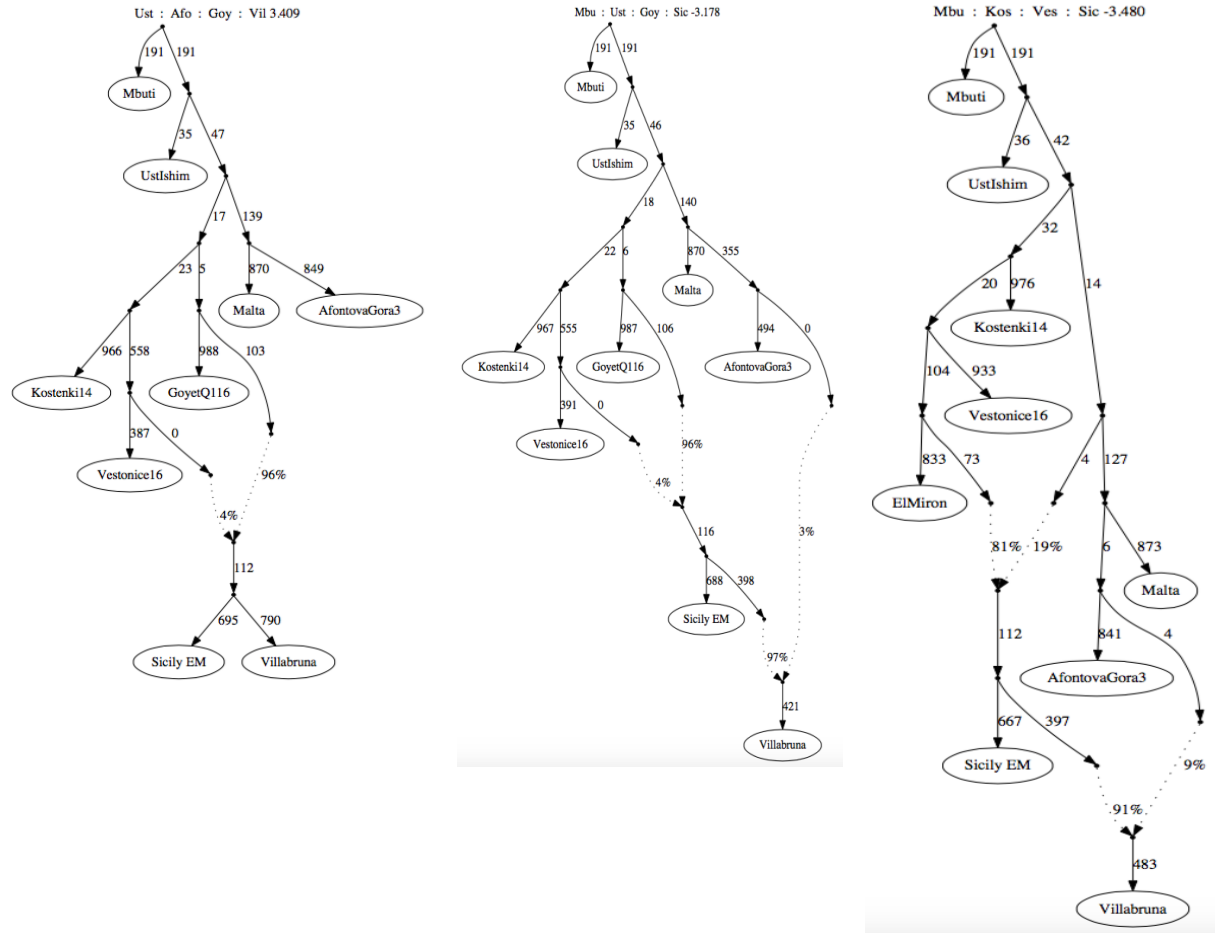 Ust : Afo : Goy : Vil 3.409
191 191
Mbuti
35 47
UstIshim
17 139
23 5 870 849
Malta AfontovaGora3
966 558 988 103
Kostenki14 GoyetQ116
387 0
Vestonice16 96%
4%
112
695 790
Sicily EM Villabruna
Mbu : Ust : Goy : Sic -3.178
191 191
Mbuti
35 46
UstIshim
18 140
22 6 870 355
Malta
967 555 987 106 494 0
Kostenki14 GoyetQ116 AfontovaGora3
391 0
Vestonice16 96%
4%
116 3%
688 398
Sicily EM
97%
421
Villabruna
Mbu : Kos : Ves : Sic -3.480
191 191
Mbuti
36 42
UstIshim
32
20 976 14
Kostenki14
104 933
Vestonice16
833 73 4 127
ElMiron
81% 19% 6 873
Malta
112 841 4
AfontovaGora3
667 397
Sicily EM 9%
91%
483
Villabruna